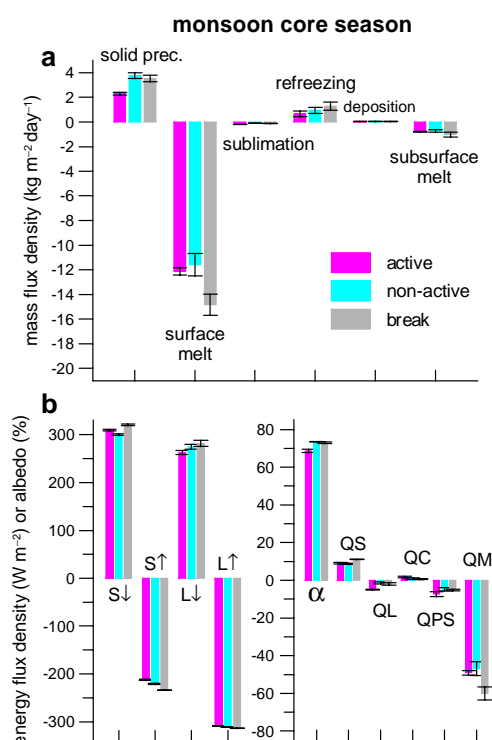 monsoon core season
a
solid prec.
refreezing
deposition
sublimation
subsurface
melt
surface
melt
active
non-active
break
mass flux density (kg m⁻² day⁻¹)
4
2
0
-2
-4
-6
-8
-10
-12
-14
-16
-18
-20
b
energy flux density (W m⁻²) or albedo (%)
300
200
100
0
-100
-200
-300
S↓
S↑
L↓
L↑
80
60
40
20
0
-20
-40
-60
-80
α
QS
QL
QC
QPS
QM